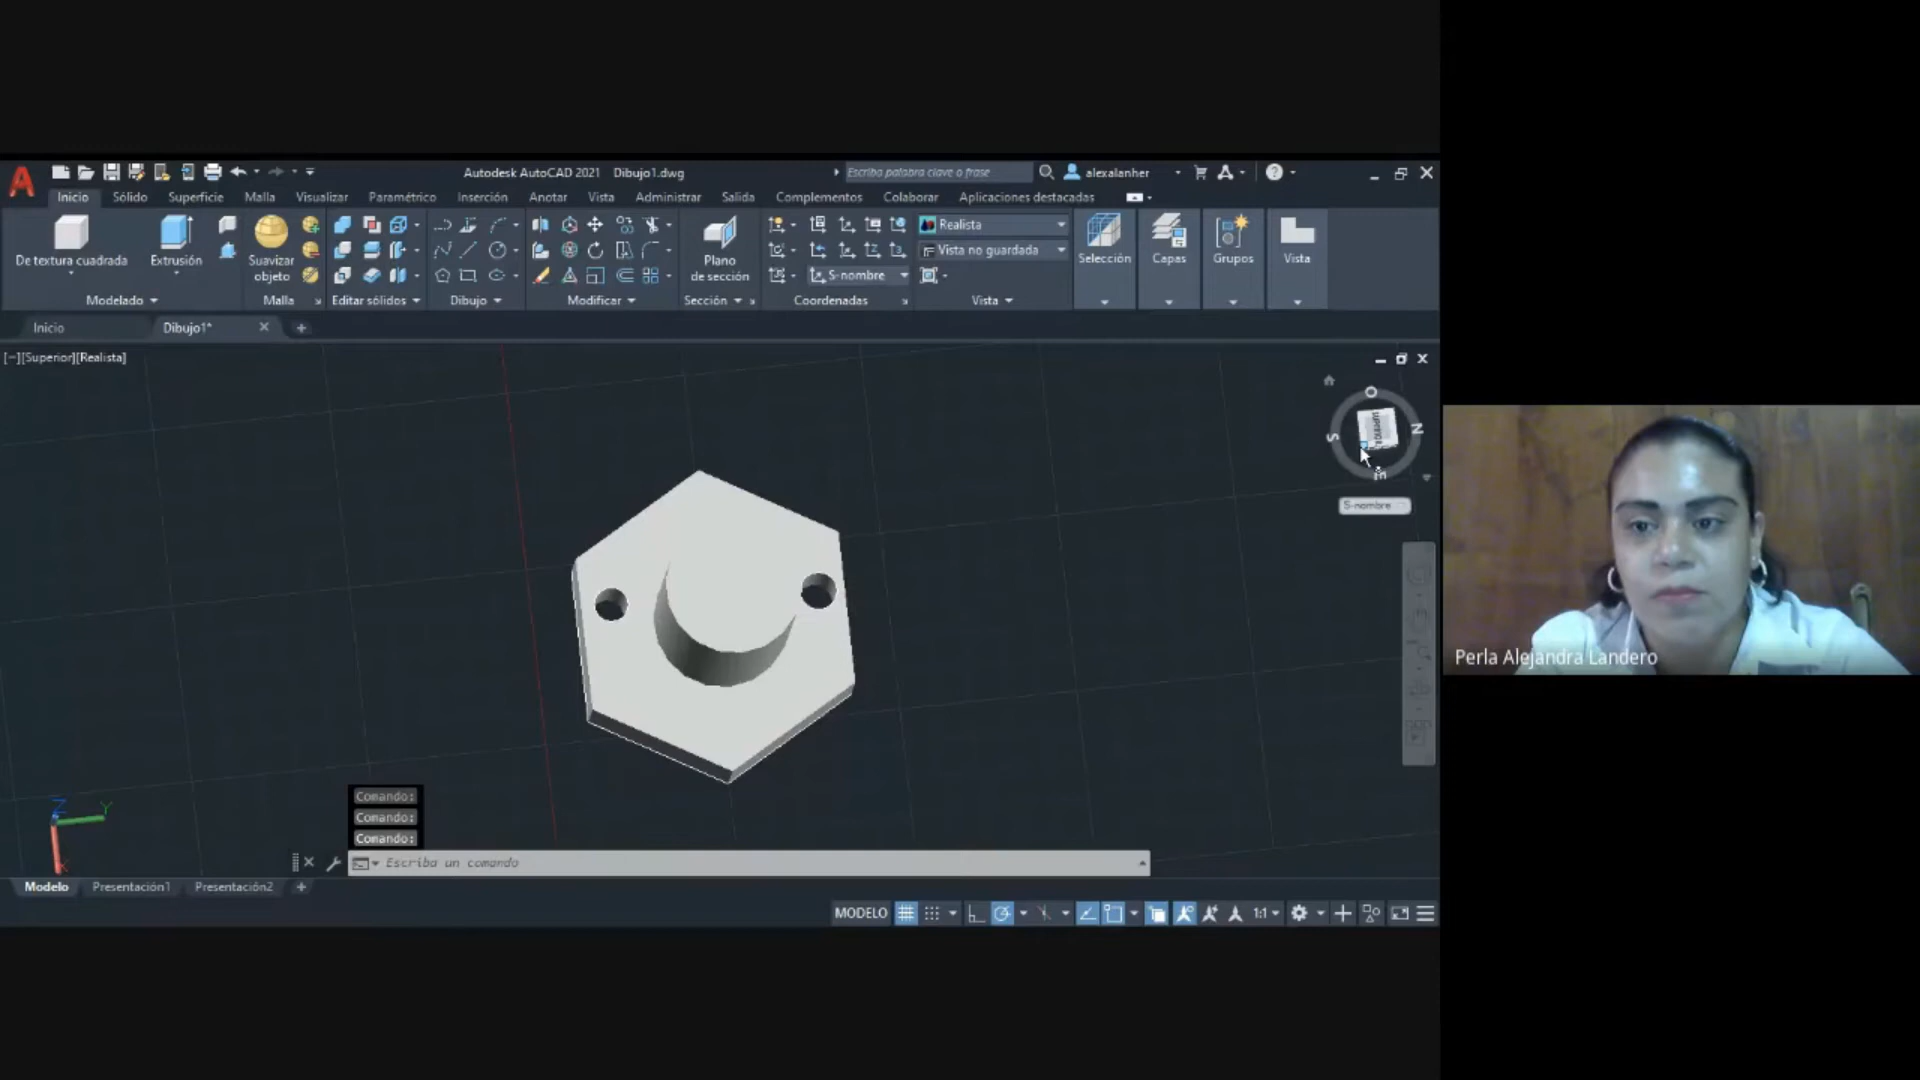 Autodesk AutoCAD 2021 Dibujo1.dwg
Escriba palabra clave o frase
alexalanher
Inicio Sólido Superficie Malla Visualizar Paramétrico Inserción Anotar Vista Administrar Salida Complementos Colaborar Aplicaciones destacadas
De textura cuadrada
Extrusión
Suavizar
objeto
Plano
de sección
Realista
Vista no guardada
S-nombre
Selección
Capas
Grupos
Vista
Modelado
Malla
Editar sólidos
Dibujo
Modificar
Sección
Coordenadas
Vista
Inicio
Dibujo1*
[−][Superior][Realista]
O
S
N
E
S-nombre
Z
Y
X
Comando:
Comando:
Comando:
Escriba un comando
Modelo Presentación1 Presentación2
MODELO
1:1
Perla Alejandra Landero